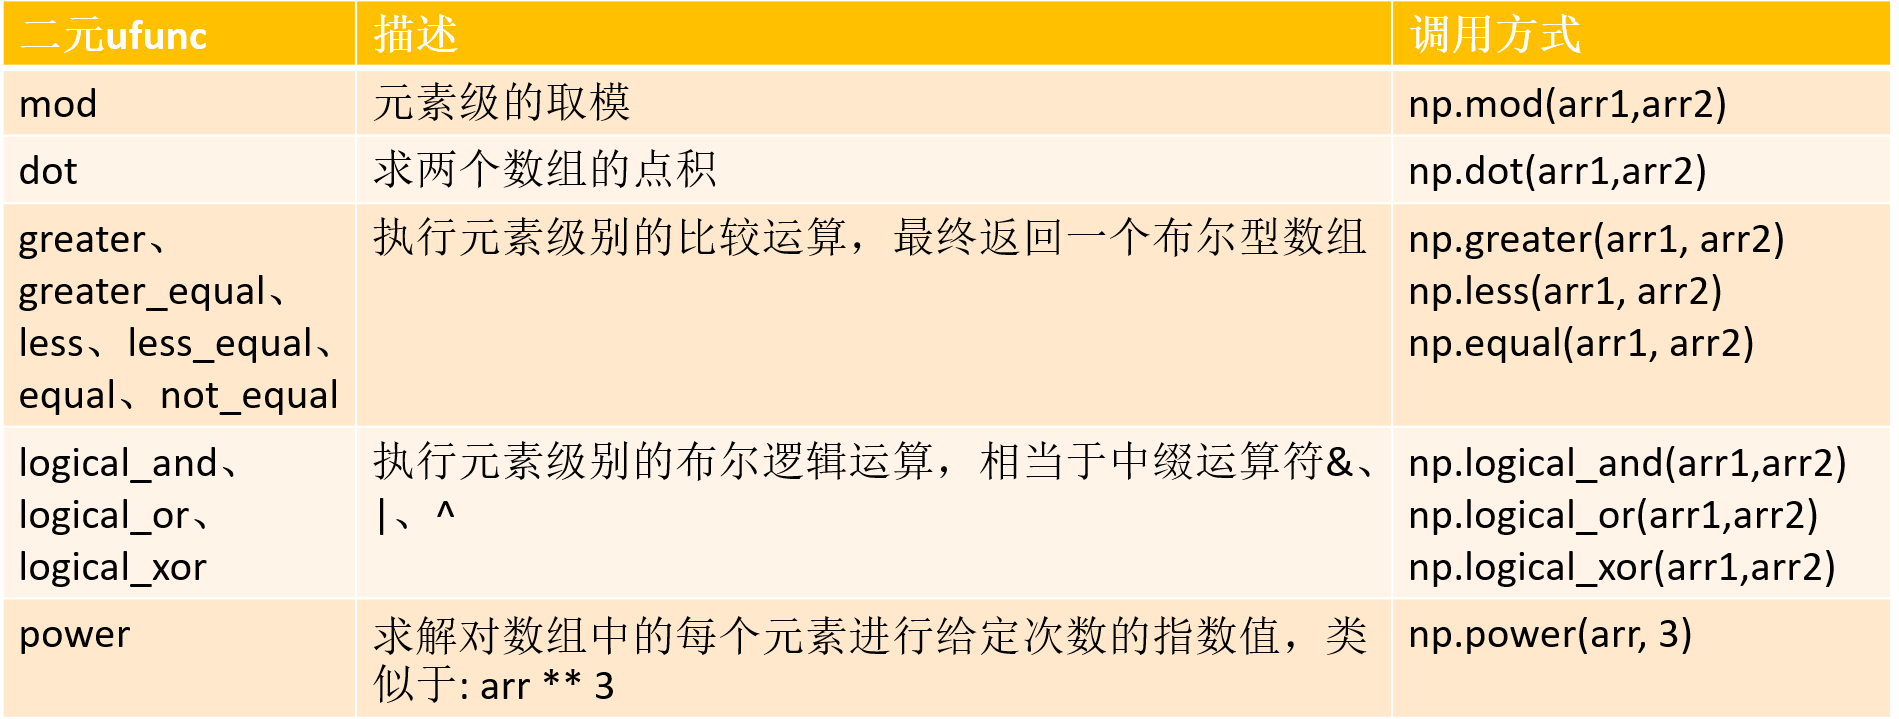 二元ufunc
描述
调用方式
mod
元素级的取模
np.mod(arr1,arr2)
dot
求两个数组的点积
np.dot(arr1,arr2)
greater、
greater_equal、
less、less_equal、
equal、not_equal
执行元素级别的比较运算，最终返回一个布尔型数组
np.greater(arr1, arr2)
np.less(arr1, arr2)
np.equal(arr1, arr2)
logical_and、
logical_or、
logical_xor
执行元素级别的布尔逻辑运算，相当于中缀运算符&、
|、^
np.logical_and(arr1,arr2)
np.logical_or(arr1,arr2)
np.logical_xor(arr1,arr2)
power
求解对数组中的每个元素进行给定次数的指数值，类
似于: arr ** 3
np.power(arr, 3)